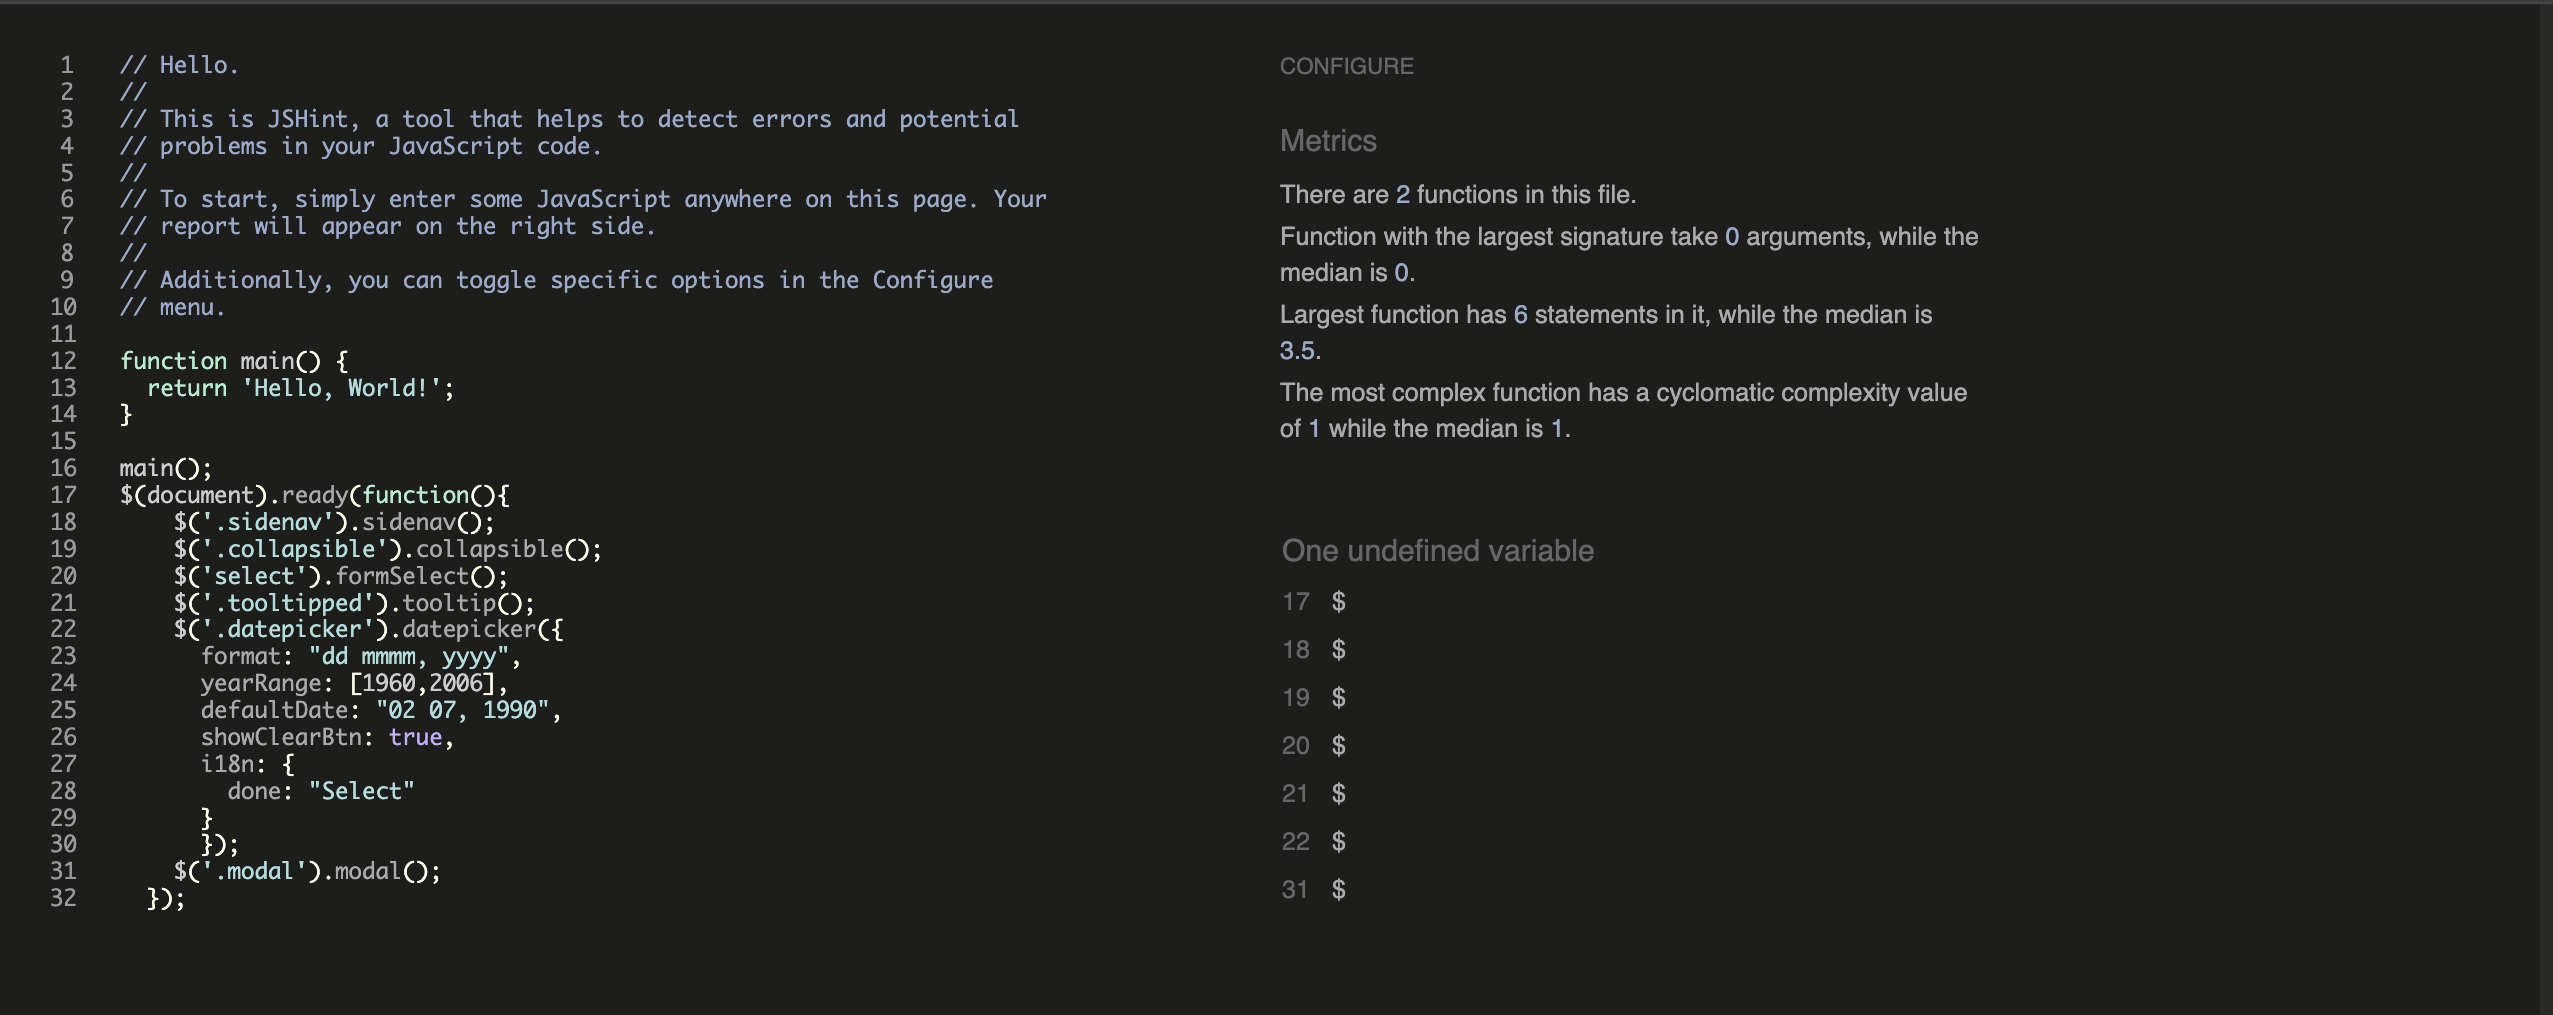 1 // Hello.
2 //
3 // This is JSHint, a tool that helps to detect errors and potential
4 // problems in your JavaScript code.
5 //
6 // To start, simply enter some JavaScript anywhere on this page. Your
7 // report will appear on the right side.
8 //
9 // Additionally, you can toggle specific options in the Configure
10 // menu.
11
12 function main() {
13   return 'Hello, World!';
14 }
15
16 main();
17 $(document).ready(function(){
18     $('.sidenav').sidenav();
19     $('.collapsible').collapsible();
20     $('select').formSelect();
21     $('.tooltipped').tooltip();
22     $('.datepicker').datepicker({
23       format: "dd mmmm, yyyy",
24       yearRange: [1960,2006],
25       defaultDate: "02 07, 1990",
26       showClearBtn: true,
27       i18n: {
28         done: "Select"
29       }
30       });
31     $('.modal').modal();
32   });
CONFIGURE
Metrics
There are 2 functions in this file.
Function with the largest signature take 0 arguments, while the
median is 0.
Largest function has 6 statements in it, while the median is
3.5.
The most complex function has a cyclomatic complexity value
of 1 while the median is 1.
One undefined variable
17 $
18 $
19 $
20 $
21 $
22 $
31 $